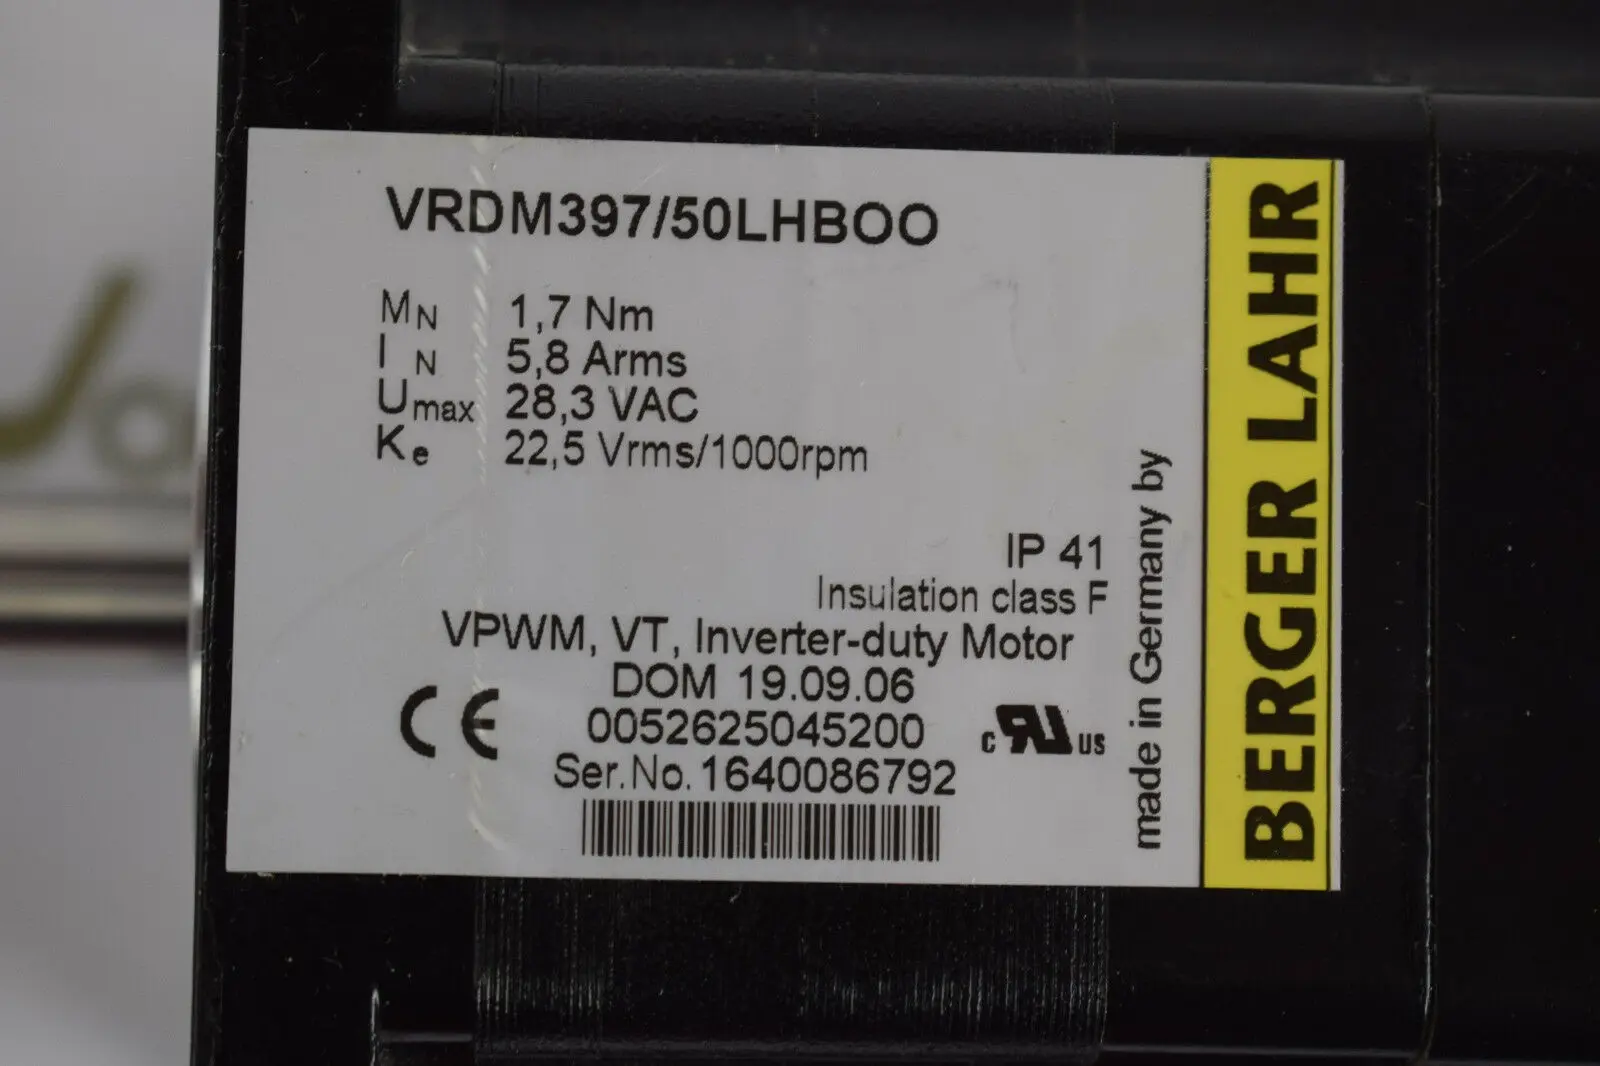 VRDM397/50LHBOO
MN 1,7 Nm
IN 5,8 Arms
Umax 28,3 VAC
Ke 22,5 Vrms/1000rpm
IP 41
Insulation class F
VPWM, VT, Inverter-duty Motor
DOM 19.09.06
CE 0052625045200 c RU US
Ser.No. 1640086792
made in Germany by
BERGER LAHR